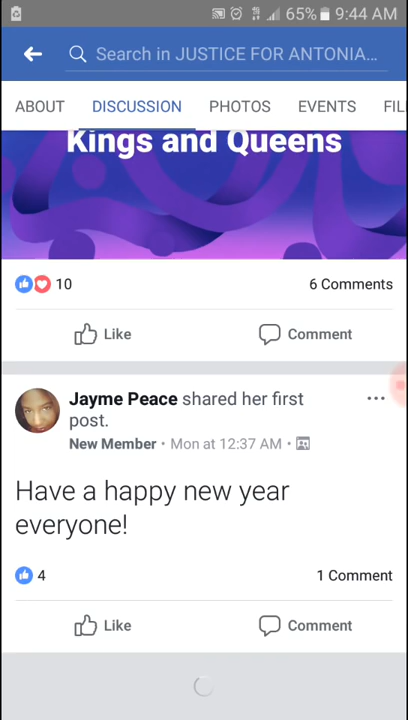 65% 9:44 AM
Search in JUSTICE FOR ANTONIA...
ABOUT DISCUSSION PHOTOS EVENTS FIL
Kings and Queens
10 6 Comments
Like Comment
Jayme Peace shared her first
post.
New Member • Mon at 12:37 AM •
Have a happy new year
everyone!
4 1 Comment
Like Comment